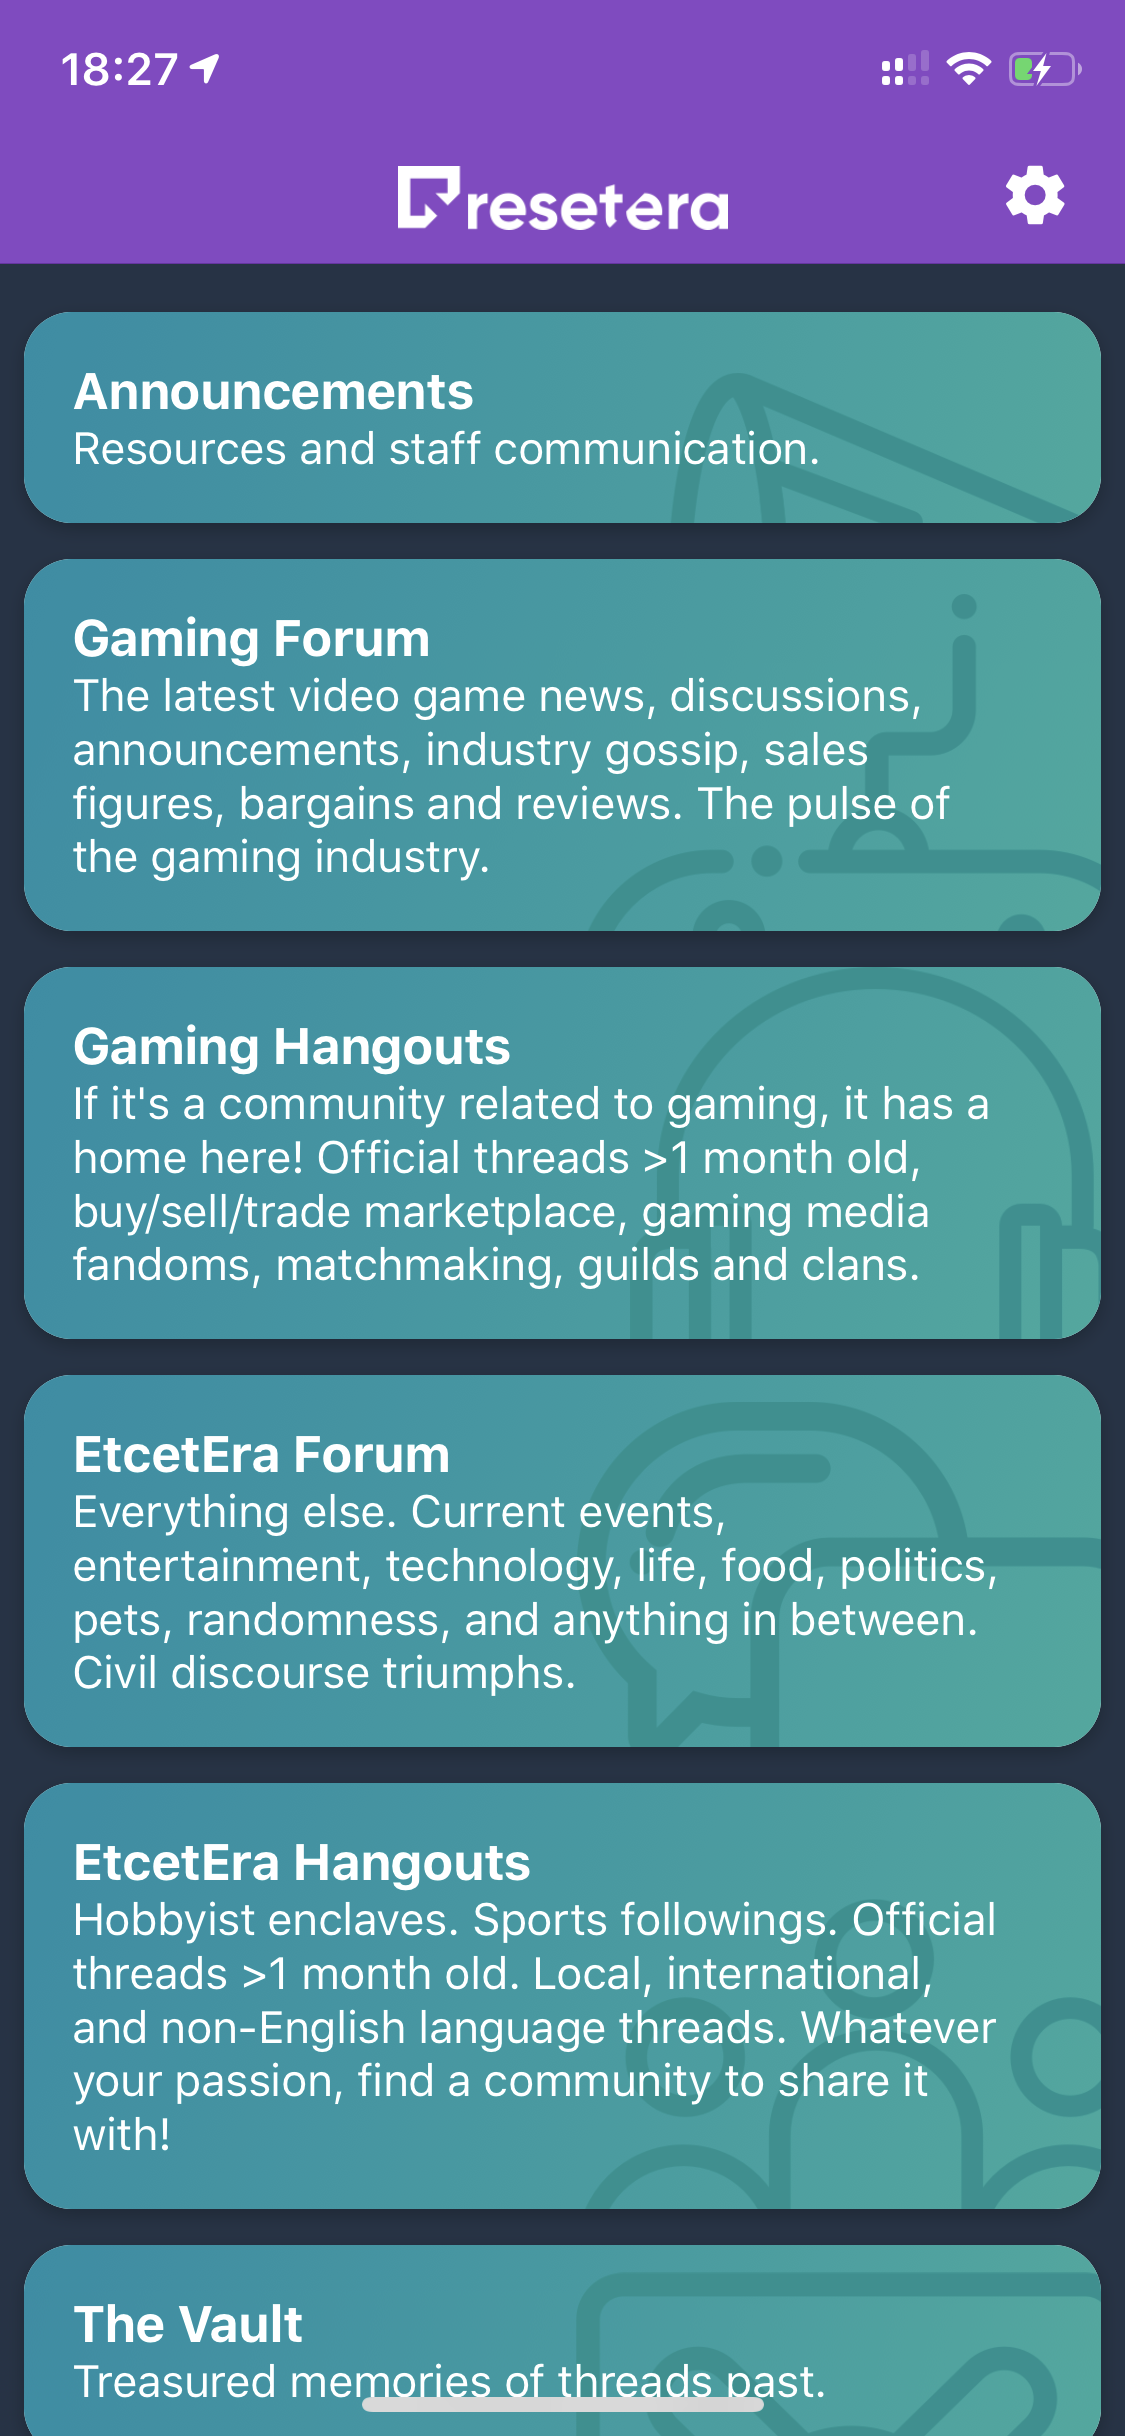 18:27
resetera
Announcements
Resources and staff communication.
Gaming Forum
The latest video game news, discussions,
announcements, industry gossip, sales
figures, bargains and reviews. The pulse of
the gaming industry.
Gaming Hangouts
If it's a community related to gaming, it has a
home here! Official threads >1 month old,
buy/sell/trade marketplace, gaming media
fandoms, matchmaking, guilds and clans.
EtcetEra Forum
Everything else. Current events,
entertainment, technology, life, food, politics,
pets, randomness, and anything in between.
Civil discourse triumphs.
EtcetEra Hangouts
Hobbyist enclaves. Sports followings. Official
threads >1 month old. Local, international,
and non-English language threads. Whatever
your passion, find a community to share it
with!
The Vault
Treasured memories of threads past.